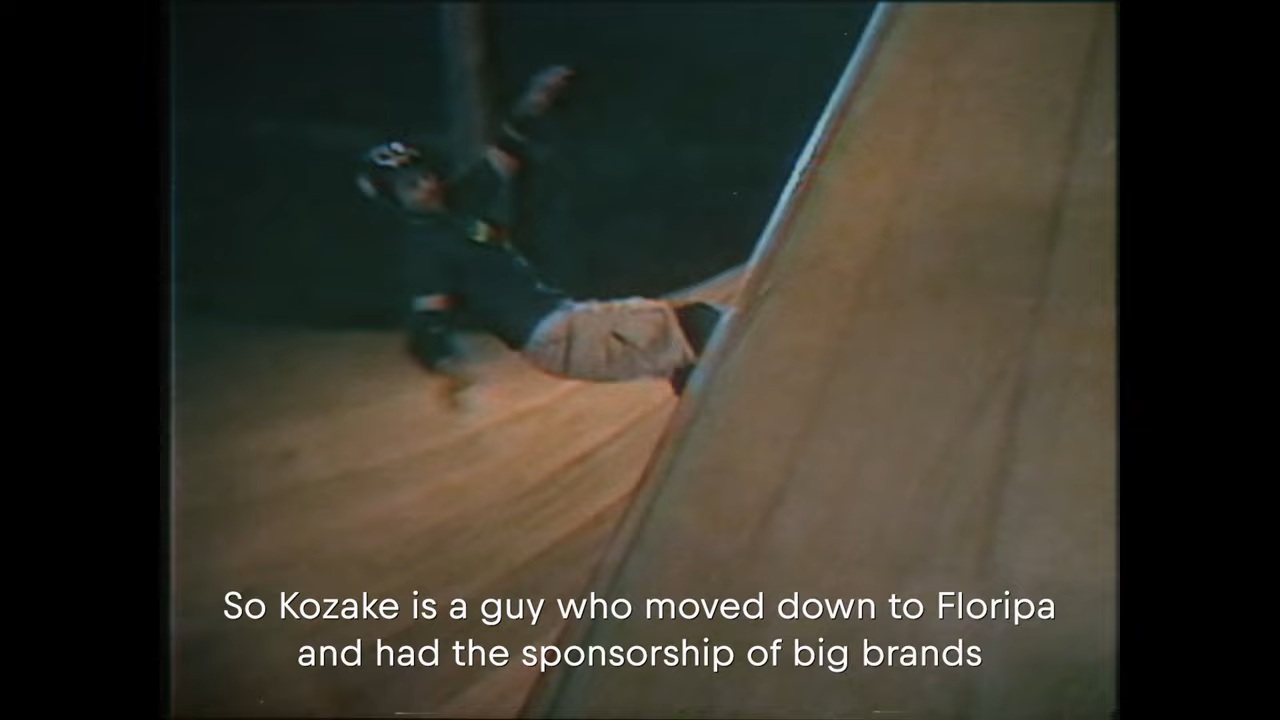 So Kozake is a guy who moved down to Floripa
and had the sponsorship of big brands